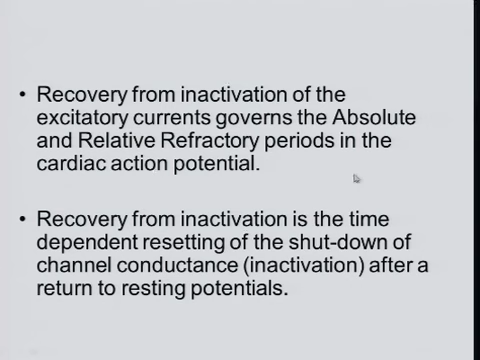 • Recovery from inactivation of the
excitatory currents governs the Absolute
and Relative Refractory periods in the
cardiac action potential.
• Recovery from inactivation is the time
dependent resetting of the shut-down of
channel conductance (inactivation) after a
return to resting potentials.